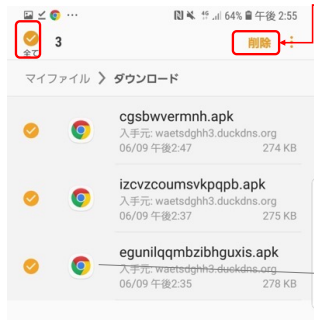 64% 午後 2:55
全て 3 削除
マイファイル > ダウンロード
cgsbwvermnh.apk
入手元: waetsdghh3.duckdns.org
06/09 午後2:47 274 KB
izcvzcoumsvkpqpb.apk
入手元: waetsdghh3.duckdns.org
06/09 午後2:37 275 KB
egunilqqmbzibhguxis.apk
入手元: waetsdghh3.duckdns.org
06/09 午後2:35 278 KB